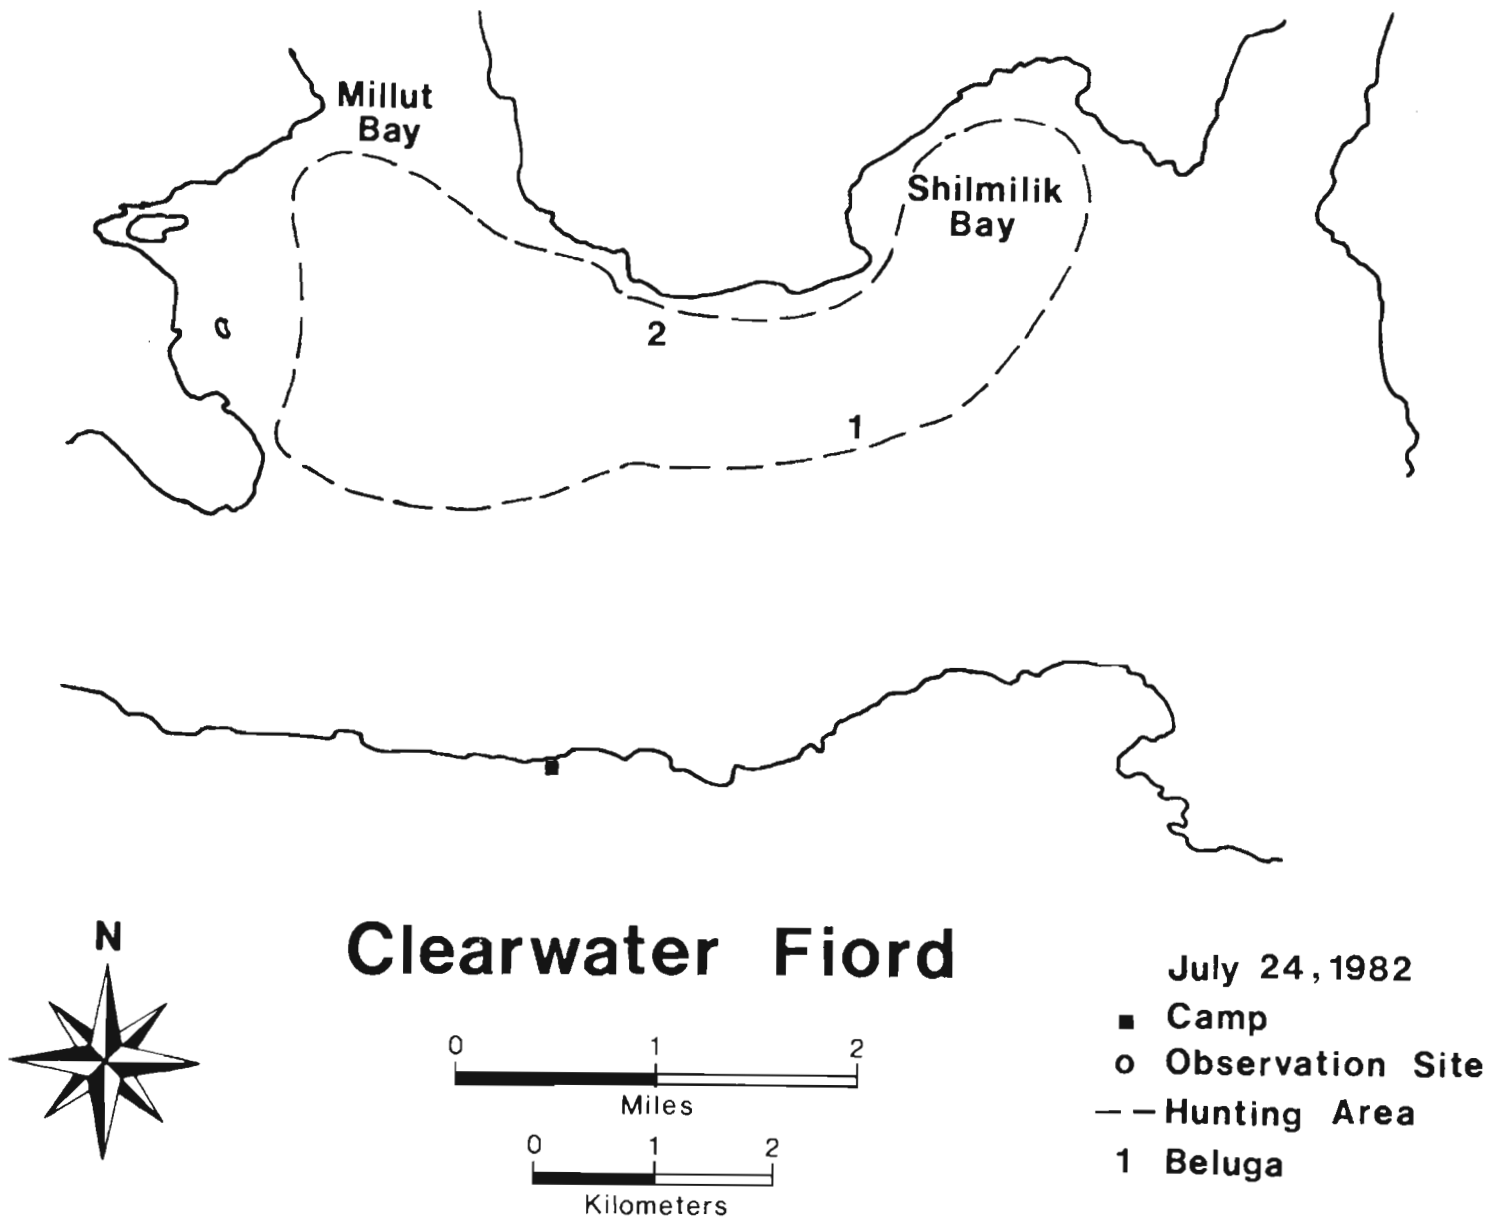 Millut
Bay
Shilmilik
Bay
2
1
N
Clearwater Fiord
July 24, 1982
Camp
Observation Site
Hunting Area
1 Beluga
0 1 2
Miles
0 1 2
Kilometers